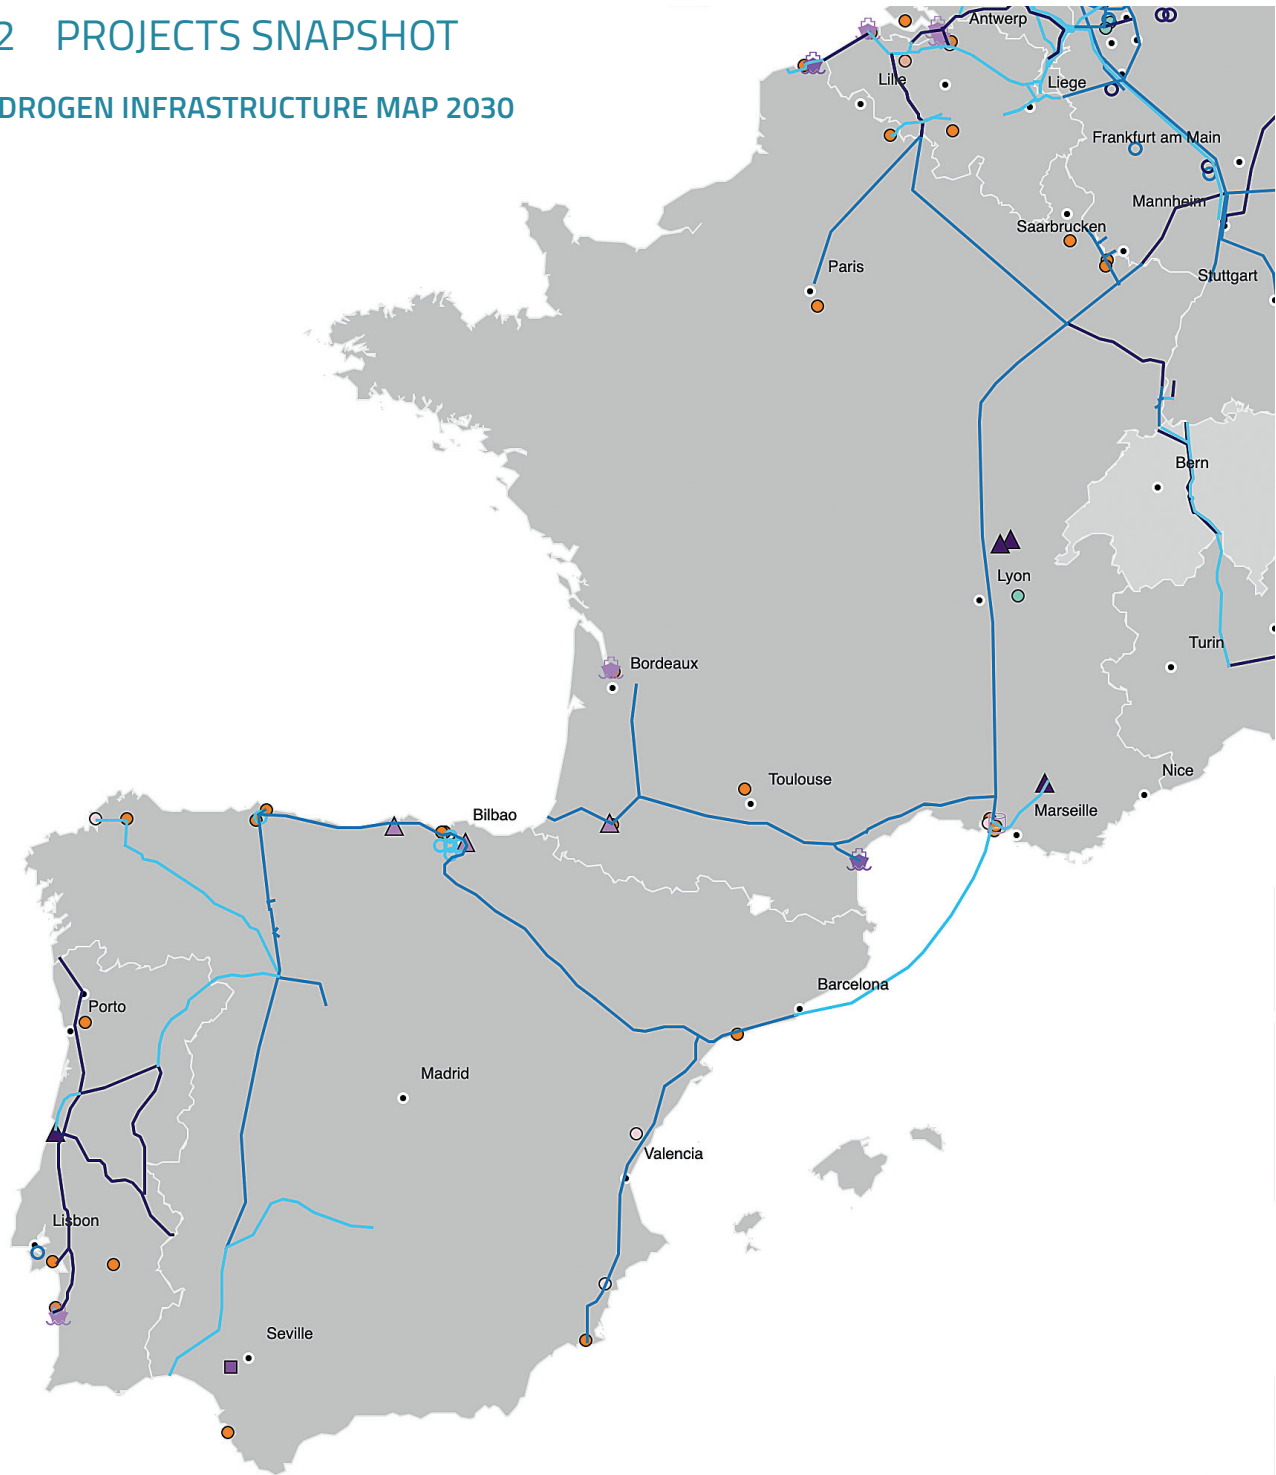 2 PROJECTS SNAPSHOT
DROGEN INFRASTRUCTURE MAP 2030
Antwerp
Lille
Liege
Frankfurt am Main
Mannheim
Saarbrucken
Paris
Stuttgart
Bern
Lyon
Turin
Bordeaux
Nice
Toulouse
Marseille
Bilbao
Barcelona
Porto
Madrid
Valencia
Lisbon
Seville